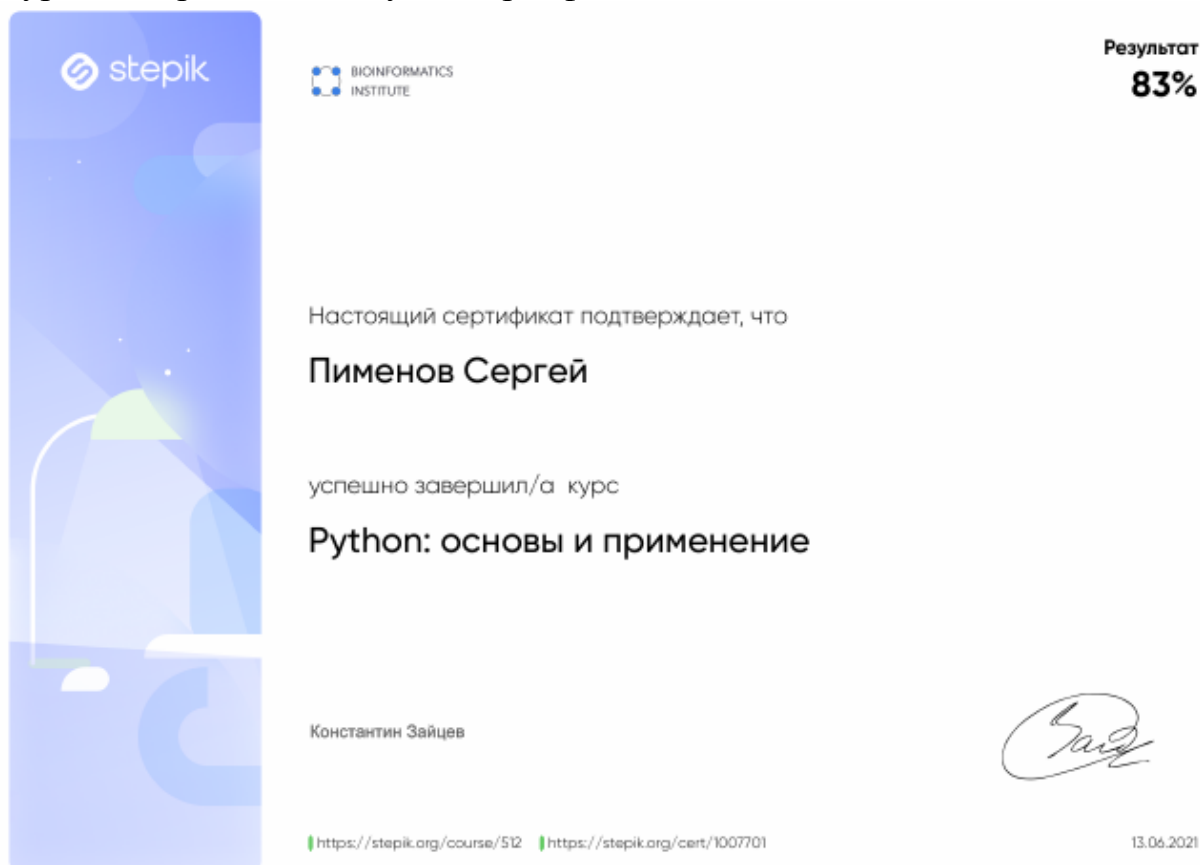 stepik
BIOINFORMATICS
INSTITUTE
Результат
83%
Настоящий сертификат подтверждает, что
Пименов Сергей
успешно завершил/а курс
Python: основы и применение
Константин Зайцев
https://stepik.org/course/512 https://stepik.org/cert/1007701
13.06.2021